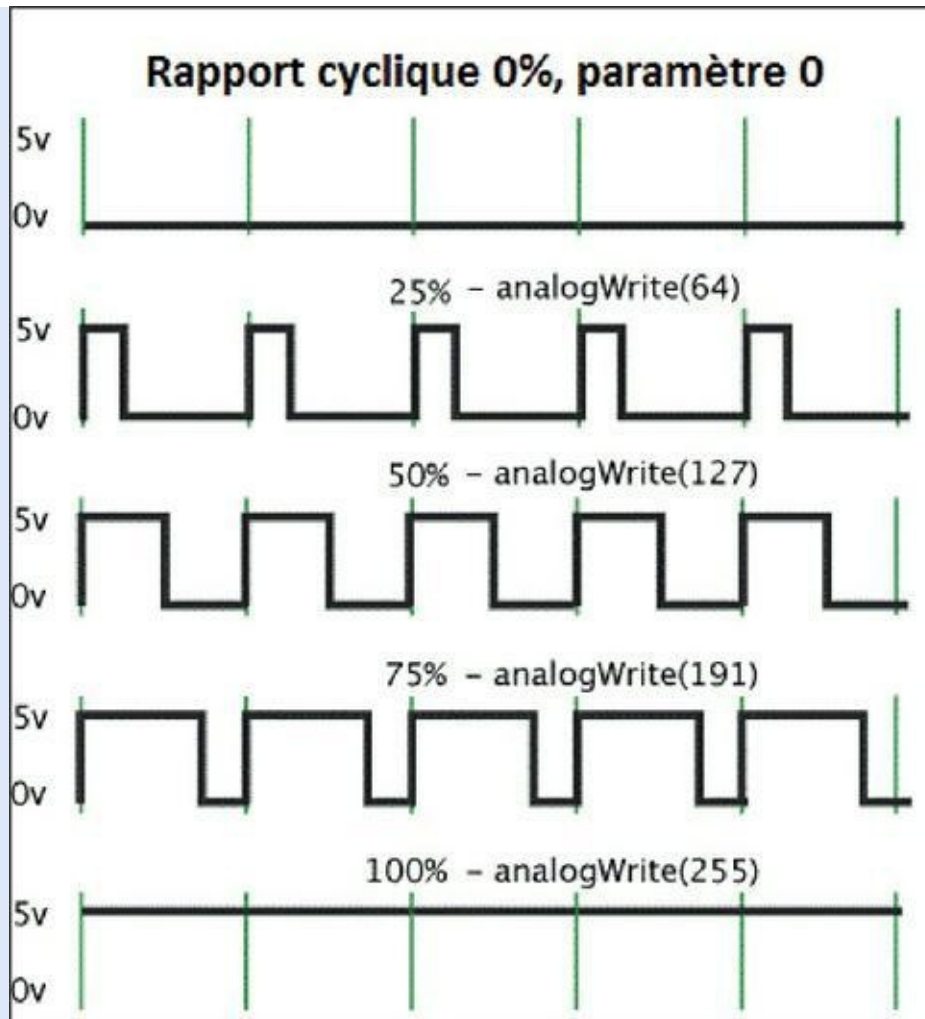 Rapport cyclique 0%, paramètre 0
5v
0v
25% - analogWrite(64)
5v
0v
50% - analogWrite(127)
5v
0v
75% - analogWrite(191)
5v
0v
100% - analogWrite(255)
5v
0v